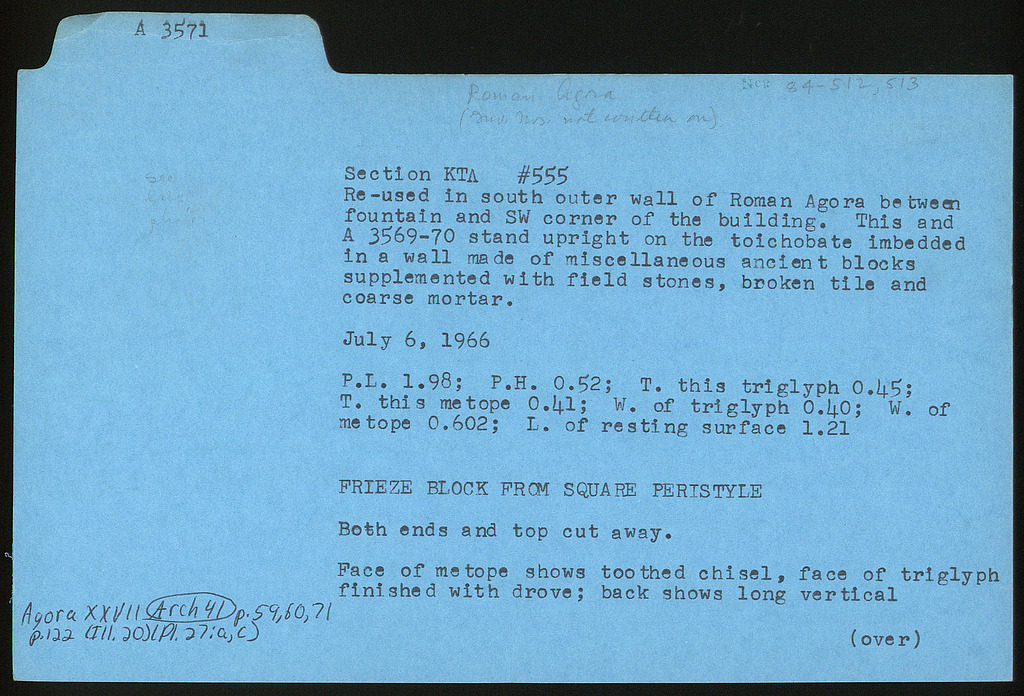 A 3571
Neg. 84-512, 513
Roman Agora
(Inv. Nos. not written on)
see
Section KTΛ #555
Re-used in south outer wall of Roman Agora between
fountain and SW corner of the building. This and
A 3569-70 stand upright on the toichobate imbedded
in a wall made of miscellaneous ancient blocks
supplemented with field stones, broken tile and
coarse mortar.
July 6, 1966
P.L. 1.98; P.H. 0.52; T. this triglyph 0.45;
T. this metope 0.41; W. of triglyph 0.40; W. of
metope 0.602; L. of resting surface 1.21
FRIEZE BLOCK FROM SQUARE PERISTYLE
Both ends and top cut away.
Face of metope shows toothed chisel, face of triglyph
finished with drove; back shows long vertical
(over)
Agora XXVII (Arch 41) p. 59, 60, 71
p. 122 (Ill. 20) (Pl. 27: a, c)